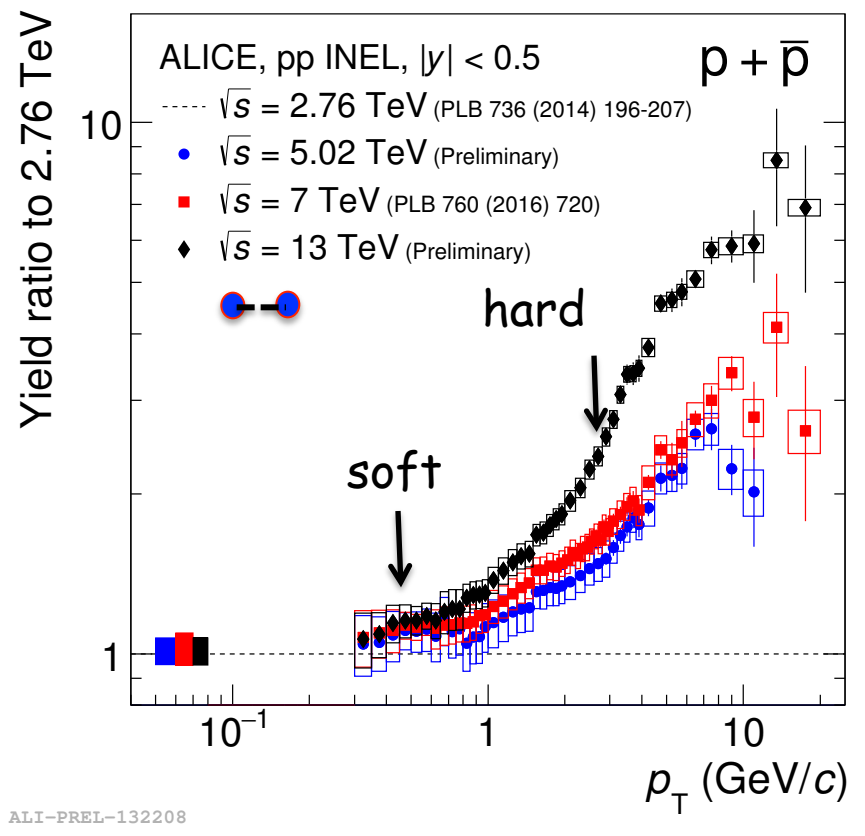 ALICE, pp INEL, |y| < 0.5
p + p̅
√s = 2.76 TeV (PLB 736 (2014) 196-207)
√s = 5.02 TeV (Preliminary)
√s = 7 TeV (PLB 760 (2016) 720)
√s = 13 TeV (Preliminary)
hard
soft
Yield ratio to 2.76 TeV
10
1
10⁻¹
1
10
p_T (GeV/c)
ALI-PREL-132208